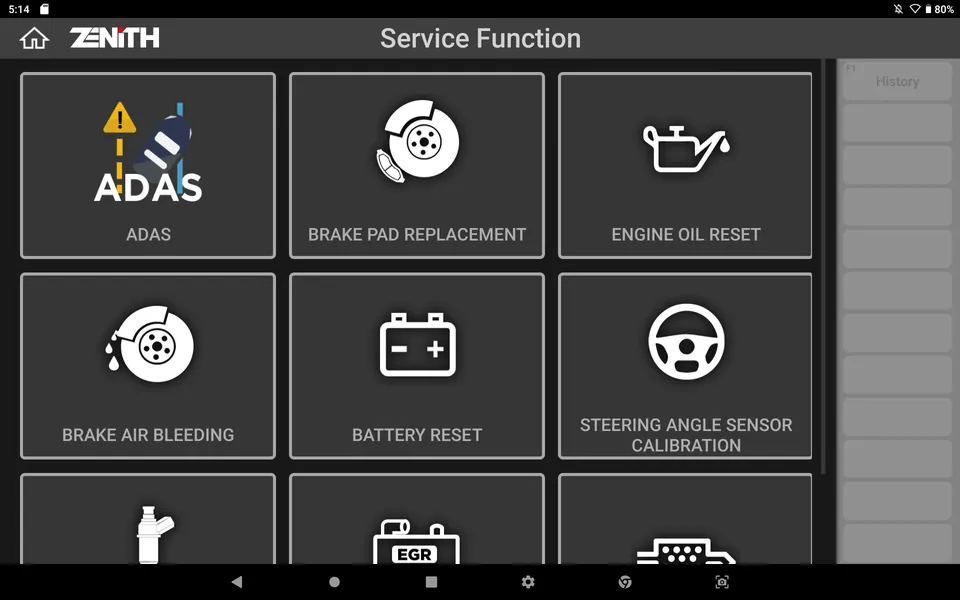 5:14
80%
ZENITH
Service Function
F1
History
ADAS
ADAS
BRAKE PAD REPLACEMENT
ENGINE OIL RESET
BRAKE AIR BLEEDING
BATTERY RESET
STEERING ANGLE SENSOR
CALIBRATION
EGR